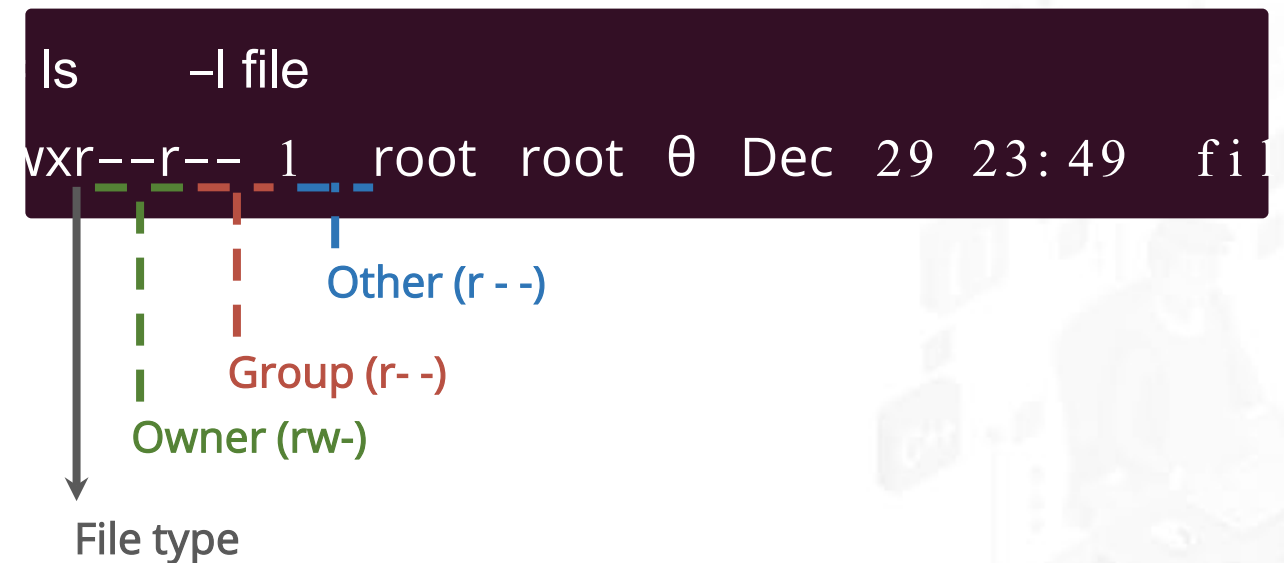 ls –l file
wxr--r-- 1 root root θ Dec 29 23:49 fil
Other (r - -)
Group (r- -)
Owner (rw-)
File type